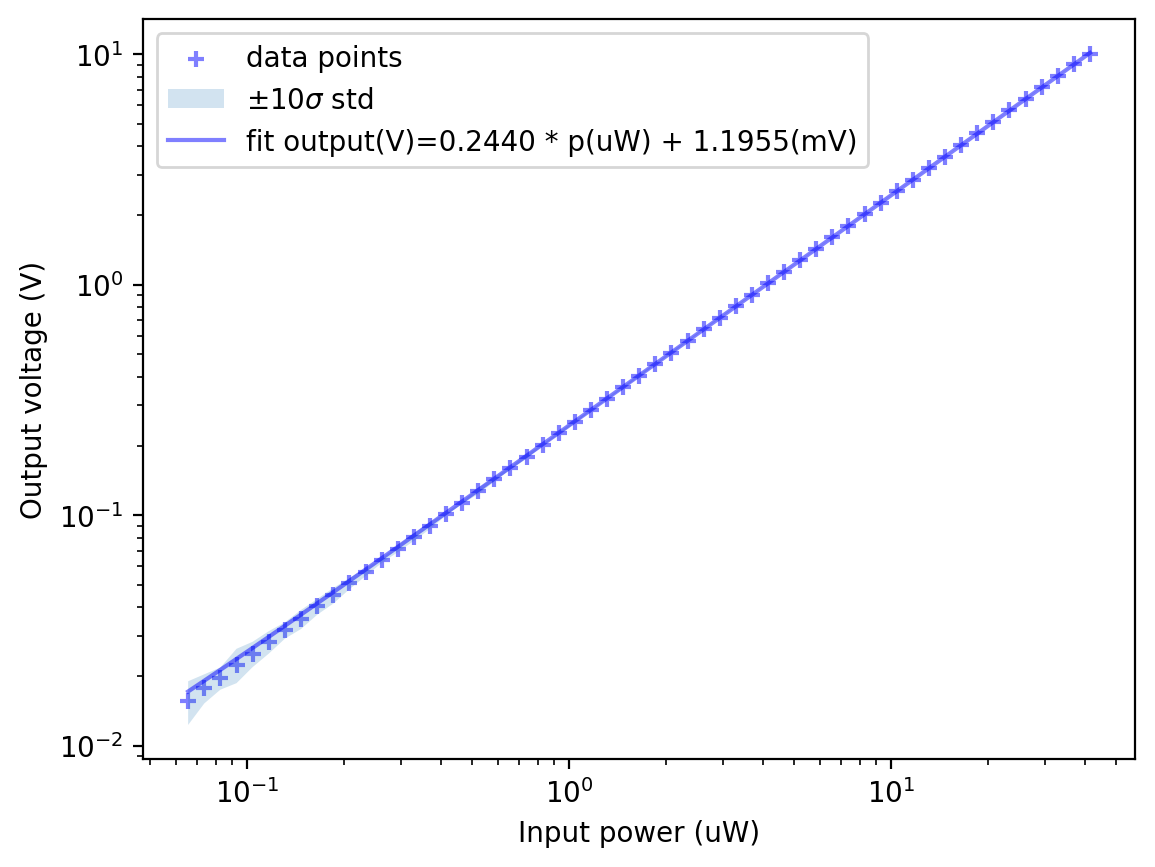 data points
±10σ std
fit output(V)=0.2440 * p(uW) + 1.1955(mV)
10¹
10⁰
10⁻¹
10⁻²
Output voltage (V)
10⁻¹
10⁰
10¹
Input power (uW)